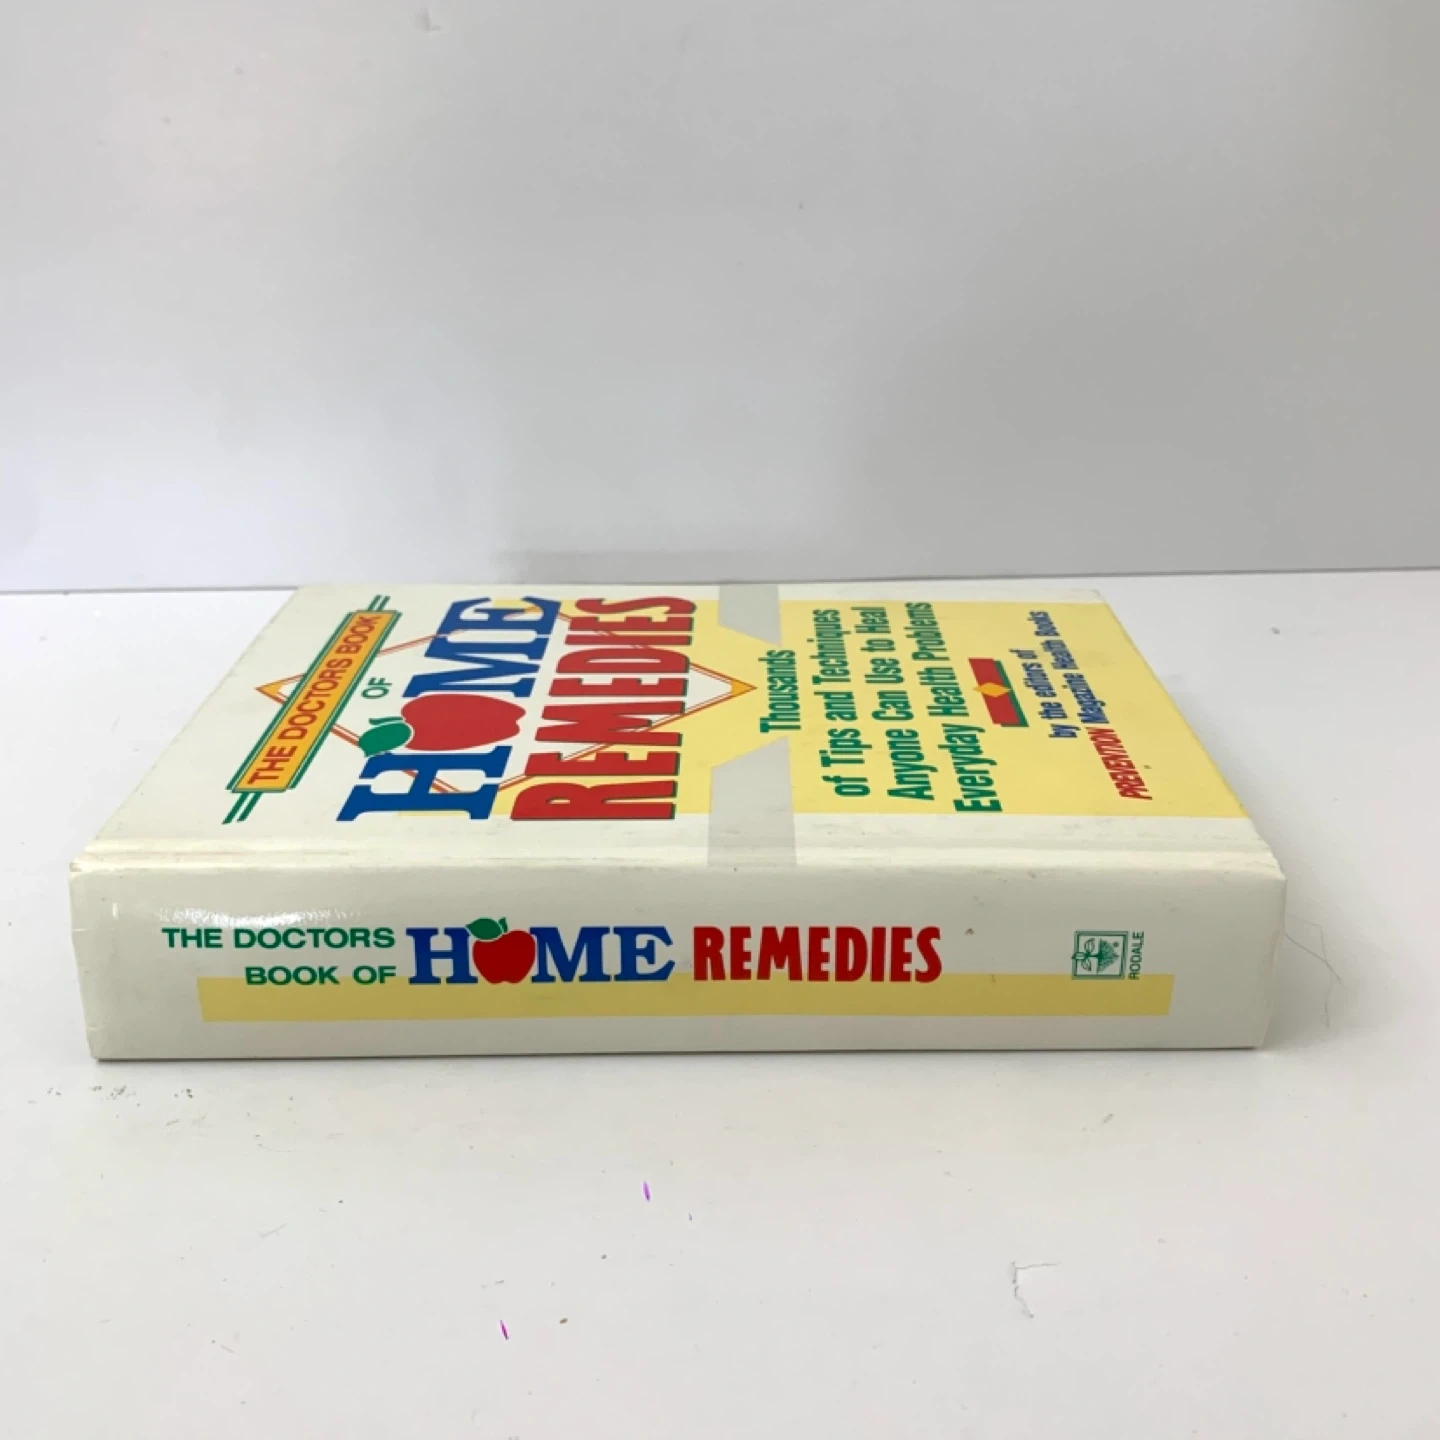 THE DOCTORS BOOK
OF
HOME
REMEDIES
Thousands
of Tips and Techniques
Anyone Can Use to Heal
Everyday Health Problems
by the editors of
PREVENTION Magazine Health Books
THE DOCTORS
BOOK OF
HOME REMEDIES
RODALE